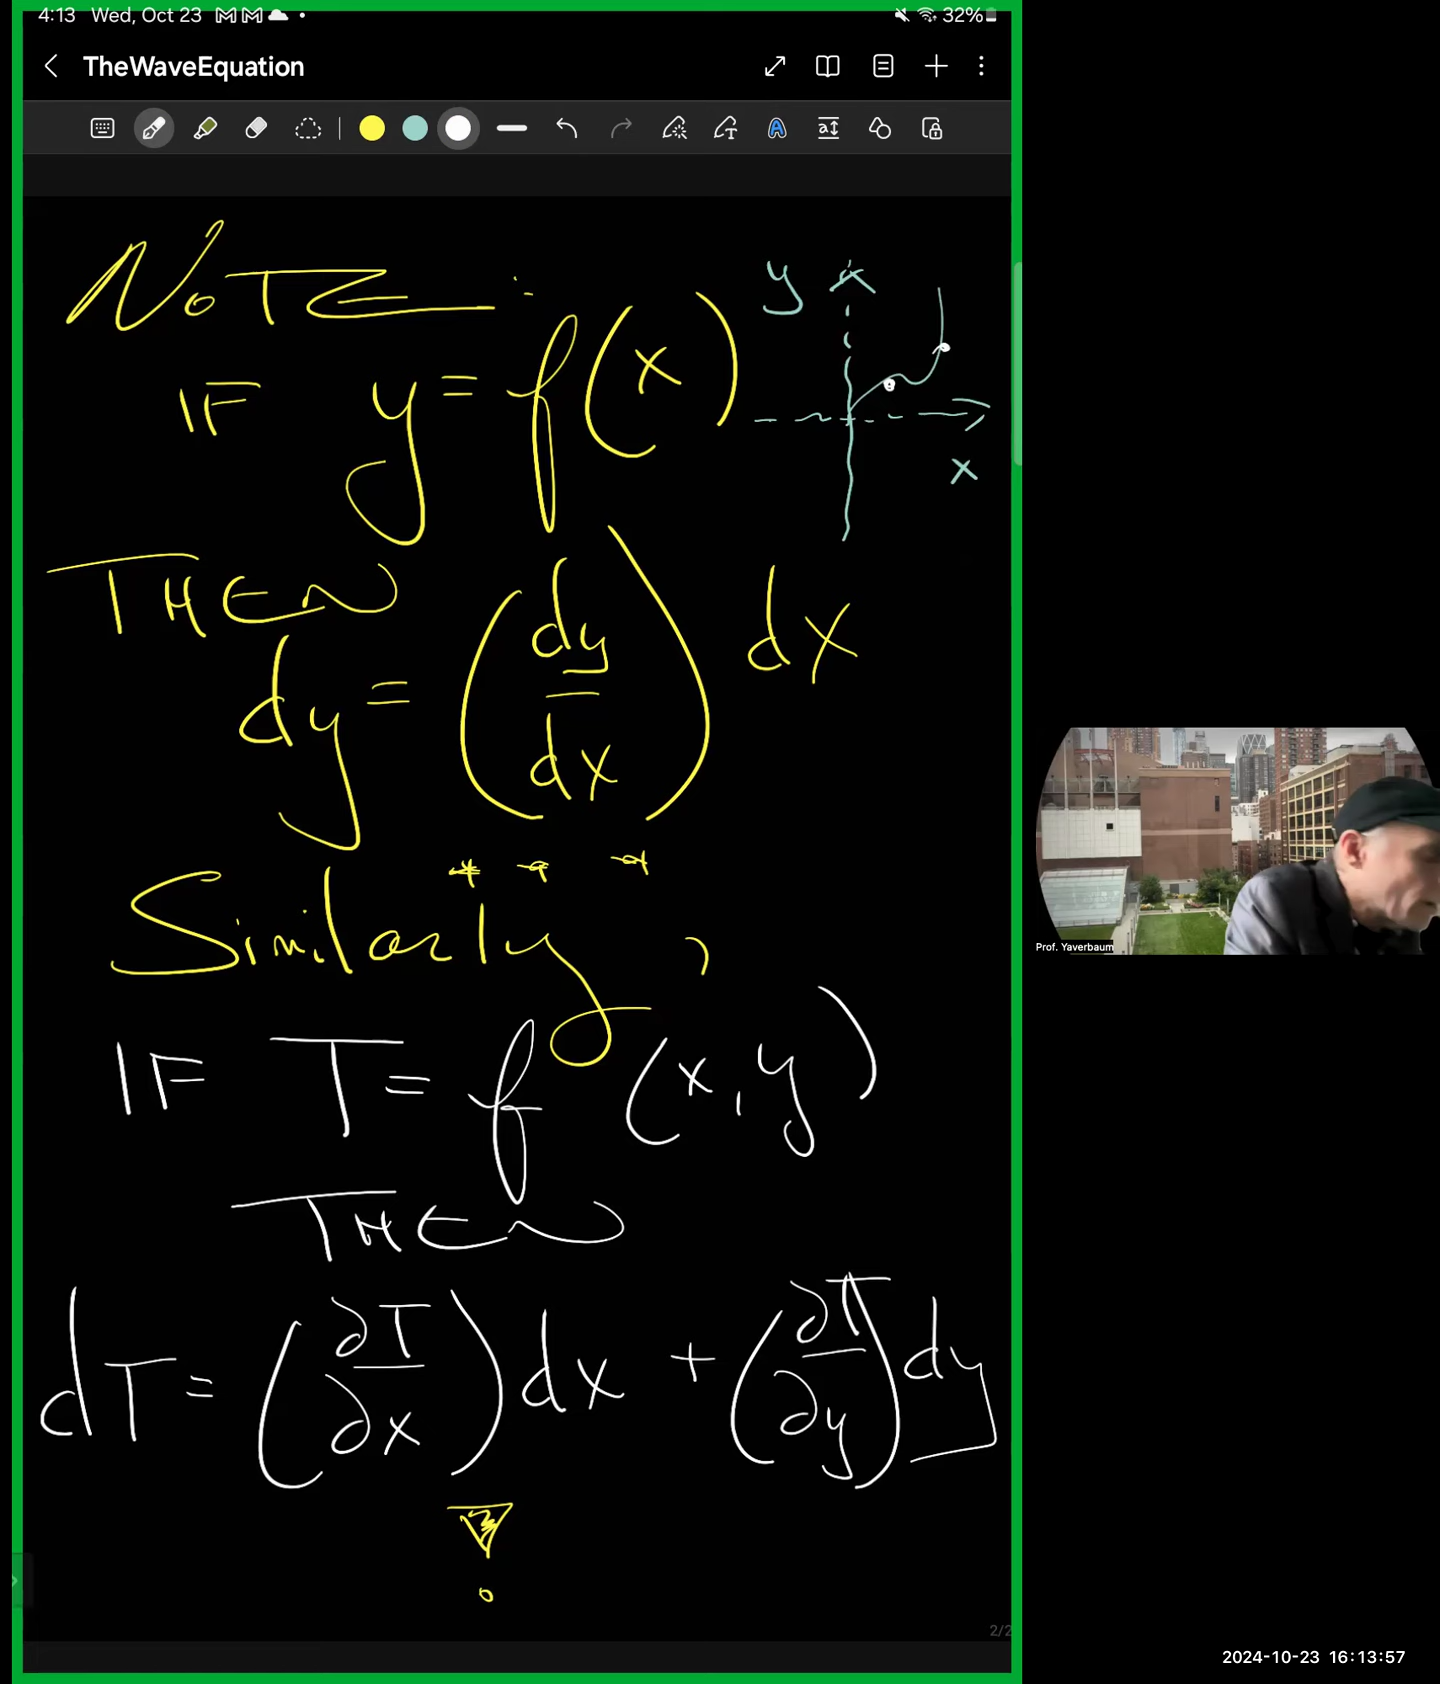 4:13 Wed, Oct 23
32%
TheWaveEquation
NOTE:
IF y = f(x)
y
x
THEN
dy = (dy/dx) dx
Similarly,
IF T = f(x,y)
THEN
dT = (∂T/∂x) dx + (∂T/∂y) dy
2/2
Prof. Yaverbaum
2024-10-23 16:13:57